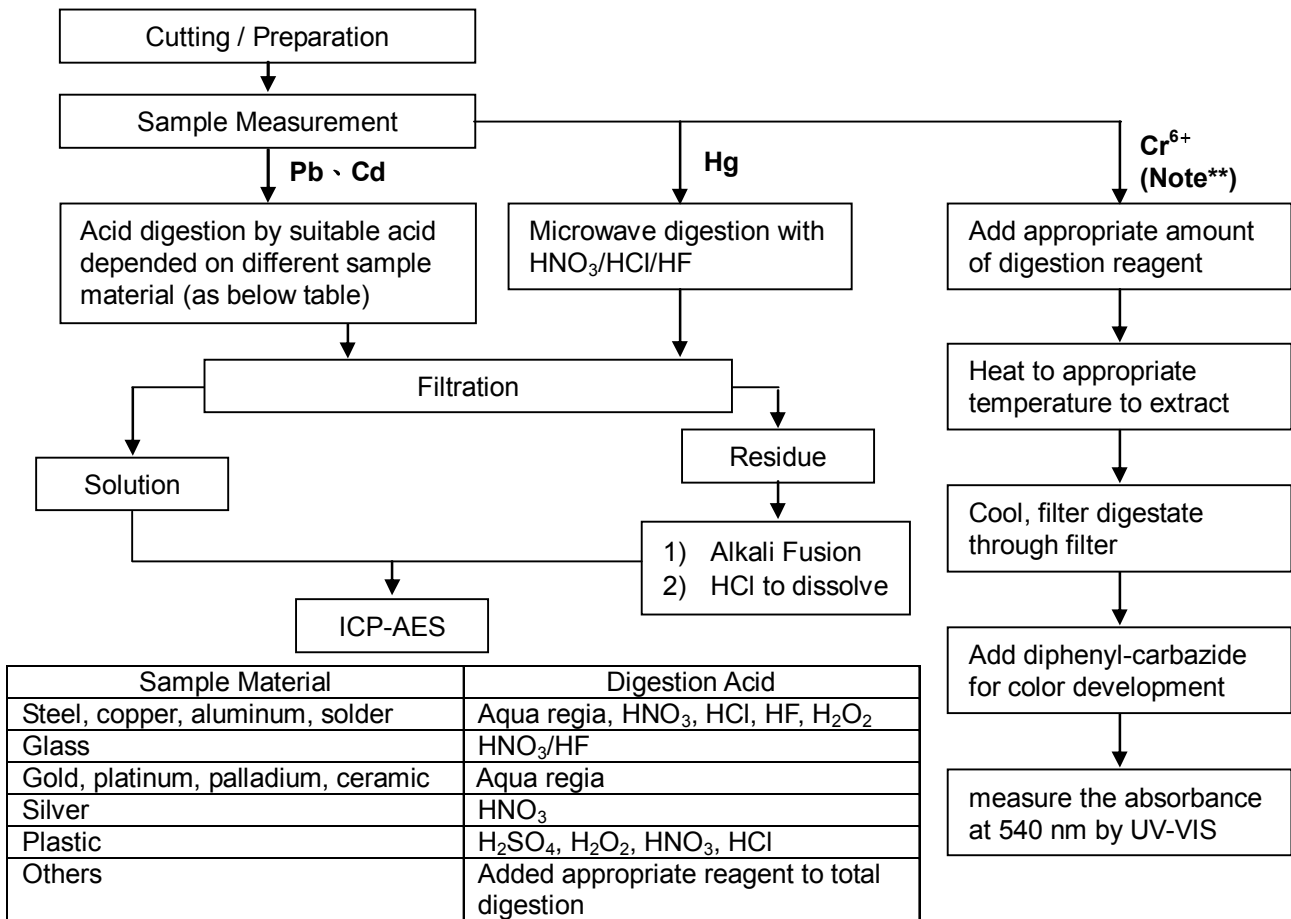 Cutting / Preparation
Sample Measurement
Pb、Cd
Hg
Cr⁶⁺
(Note**)
Acid digestion by suitable acid
depended on different sample
material (as below table)
Microwave digestion with
HNO₃/HCl/HF
Add appropriate amount
of digestion reagent
Filtration
Heat to appropriate
temperature to extract
Solution
Residue
1) Alkali Fusion
2) HCl to dissolve
Cool, filter digestate
through filter
ICP-AES
Add diphenyl-carbazide
for color development
measure the absorbance
at 540 nm by UV-VIS
Sample Material Digestion Acid
Steel, copper, aluminum, solder Aqua regia, HNO₃, HCl, HF, H₂O₂
Glass HNO₃/HF
Gold, platinum, palladium, ceramic Aqua regia
Silver HNO₃
Plastic H₂SO₄, H₂O₂, HNO₃, HCl
Others Added appropriate reagent to total
digestion